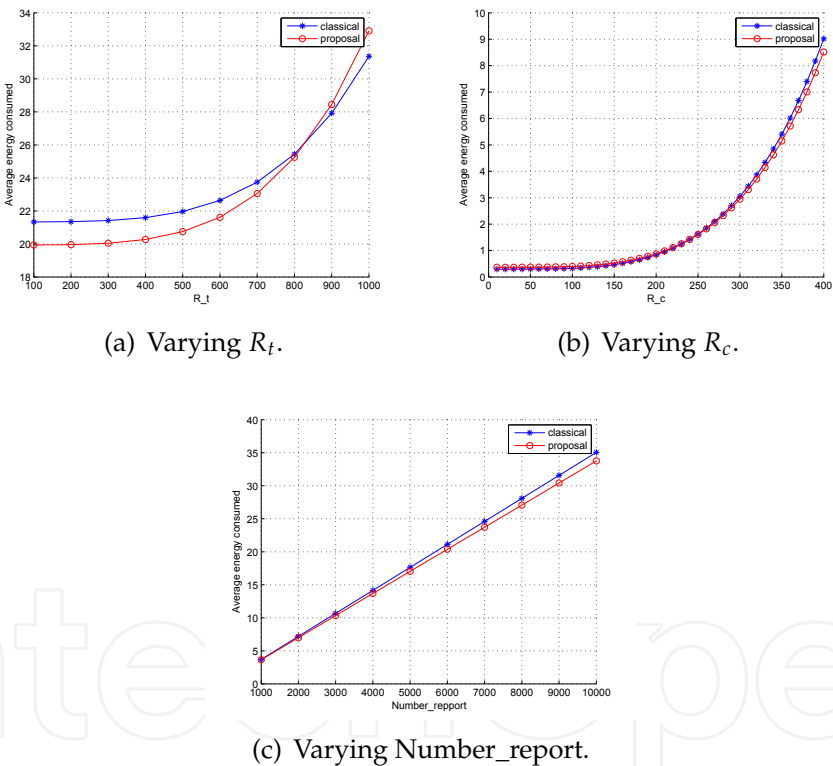 34
32
30
28
26
24
22
20
18
Average energy consumed
classical
proposal
100 200 300 400 500 600 700 800 900 1000
R_t
(a) Varying R_t.
10
9
8
7
6
5
4
3
2
1
0
Average energy consumed
classical
proposal
0 50 100 150 200 250 300 350 400
R_c
(b) Varying R_c.
40
35
30
25
20
15
10
5
0
Average energy consumed
classical
proposal
1000 2000 3000 4000 5000 6000 7000 8000 9000 10000
Number_repport
(c) Varying Number_report.